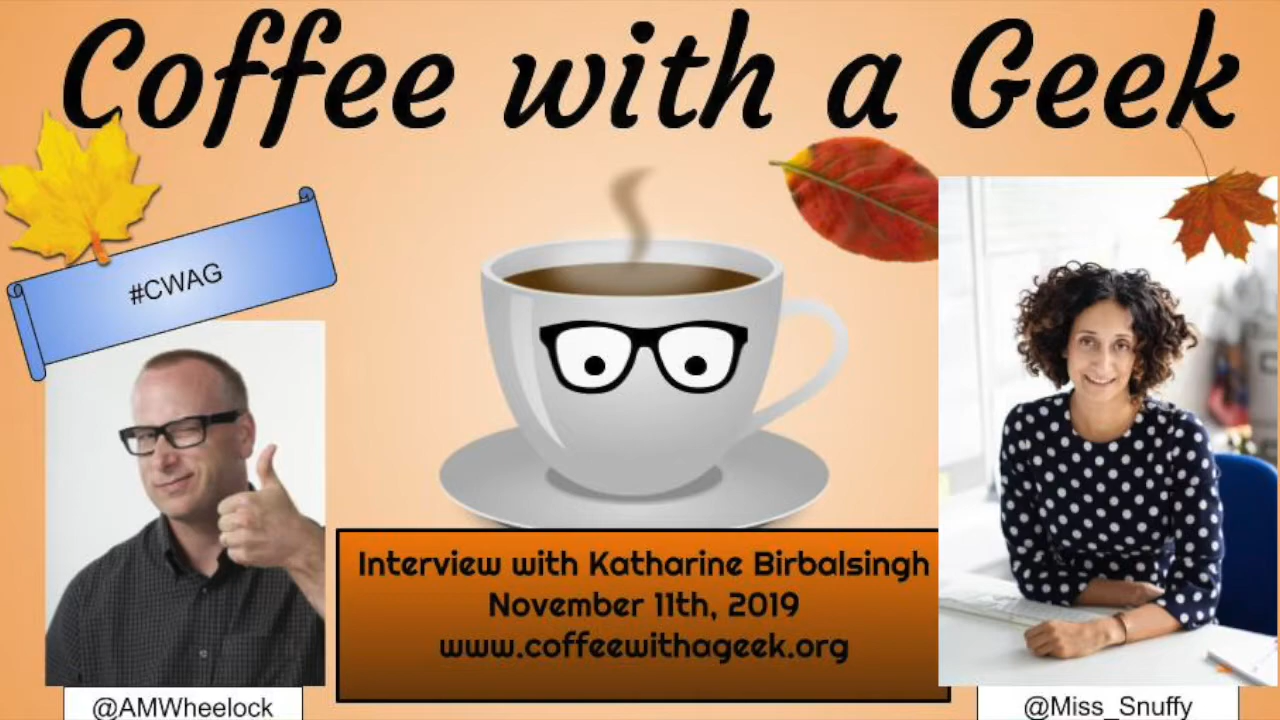 Coffee with a Geek
#CWAG
Interview with Katharine Birbalsingh
November 11th, 2019
www.coffeewithageek.org
@AMWheelock
@Miss_Snuffy